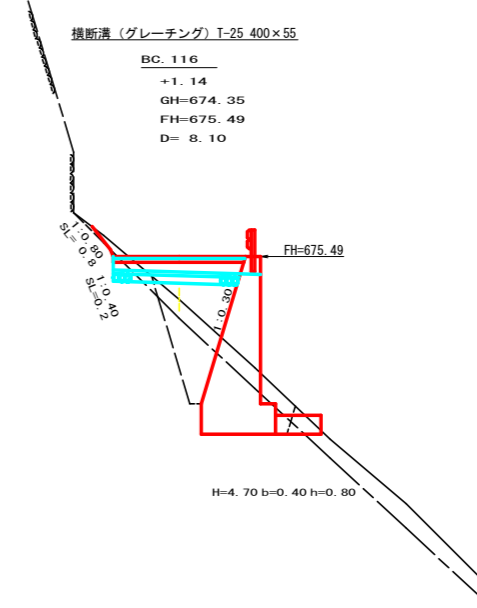 横断溝（グレーチング）T-25 400×55
BC. 116
+1. 14
GH=674. 35
FH=675. 49
D= 8. 10
FH=675. 49
1:0. 80
SL= 0. 8
1:0. 40
SL=0. 2
1:0. 30
H=4. 70 b=0. 40 h=0. 80